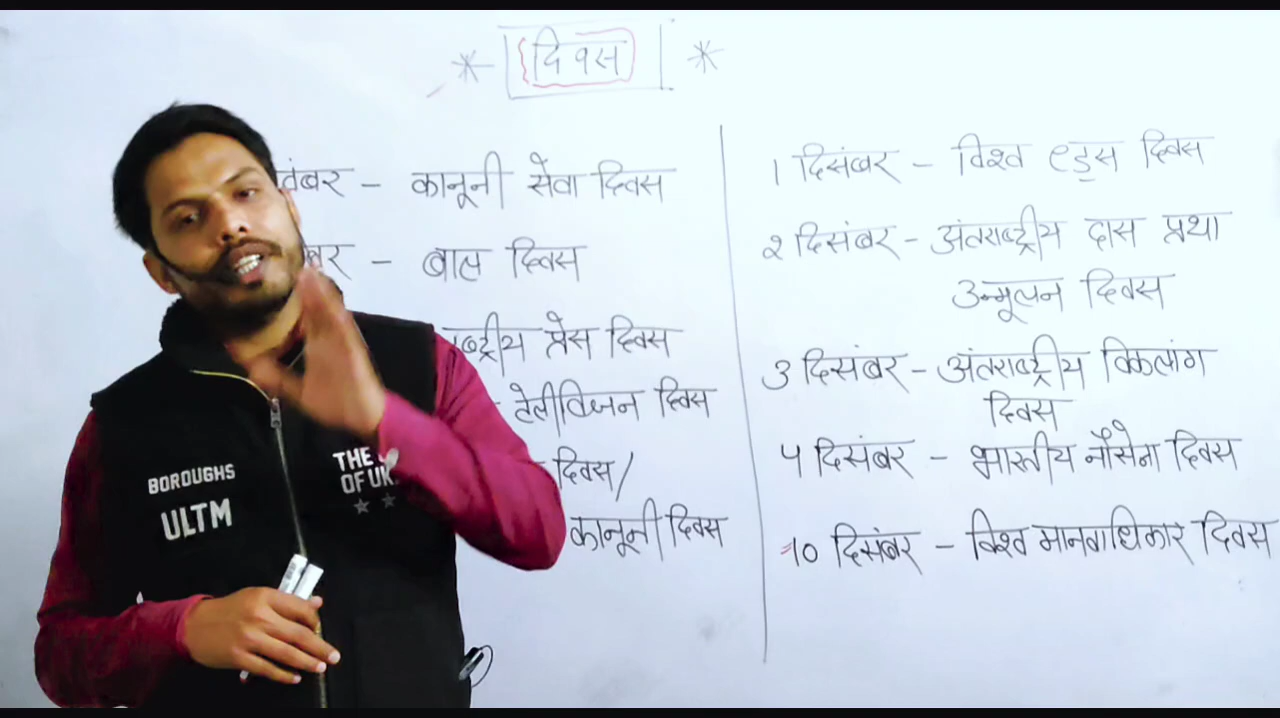 * {दिवस} *
तंबर - कानूनी सेवा दिवस
बर - बाल दिवस
ष्ट्रीय प्रेस दिवस
- टेलीविजन दिवस
- दिवस/
कानूनी दिवस
1 दिसंबर - विश्व एड्स दिवस
2 दिसंबर - अंतराष्ट्रीय दास प्रथा
उन्मूलन दिवस
3 दिसंबर - अंतराष्ट्रीय विकलांग
दिवस
4 दिसंबर - भारतीय नौसेना दिवस
10 दिसंबर - विश्व मानवाधिकार दिवस
BOROUGHS
ULTM
THE
OF UK